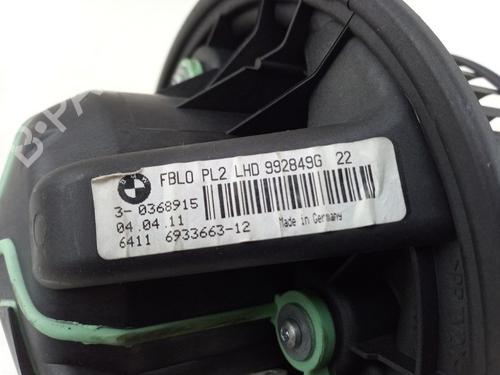 FBLO PL2 LHD 992849G 22
3- 0368915
04.04.11
6411 6933663-12
Made in Germany